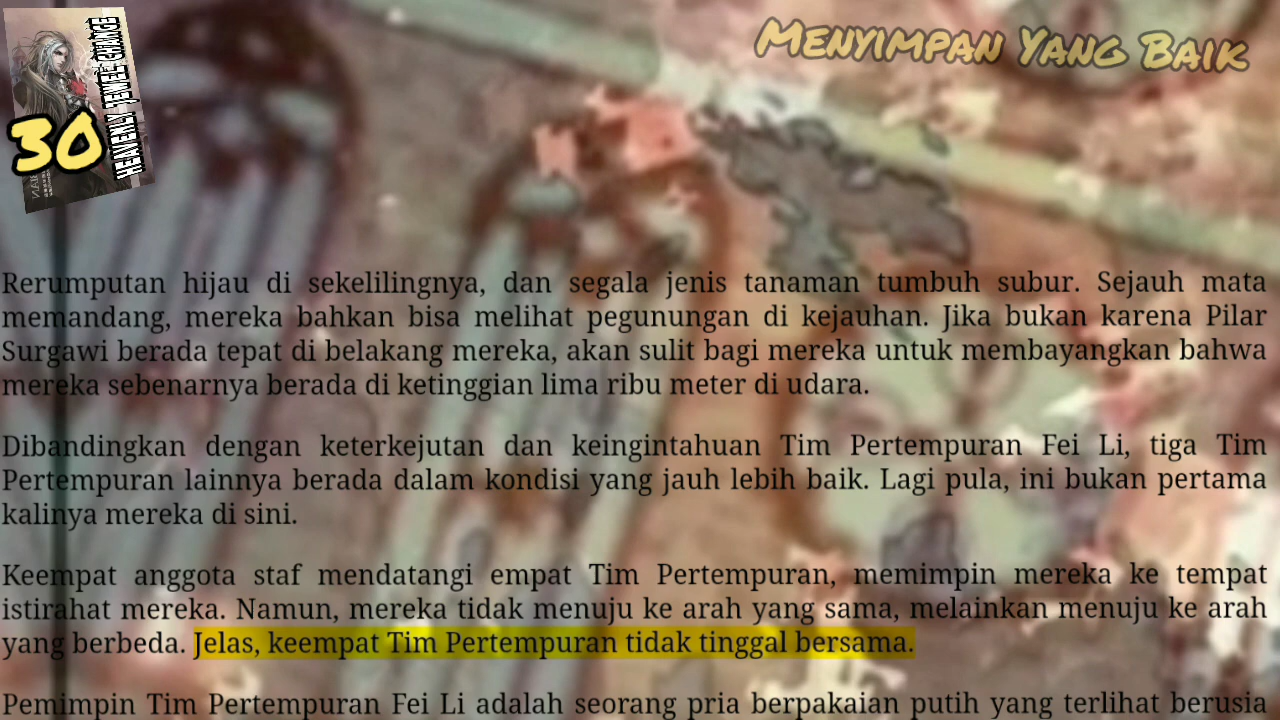 Menyimpan Yang Baik
HEAVENLY JEWEL CHANGE
30
Rerumputan hijau di sekelilingnya, dan segala jenis tanaman tumbuh subur. Sejauh mata
memandang, mereka bahkan bisa melihat pegunungan di kejauhan. Jika bukan karena Pilar
Surgawi berada tepat di belakang mereka, akan sulit bagi mereka untuk membayangkan bahwa
mereka sebenarnya berada di ketinggian lima ribu meter di udara.
Dibandingkan dengan keterkejutan dan keingintahuan Tim Pertempuran Fei Li, tiga Tim
Pertempuran lainnya berada dalam kondisi yang jauh lebih baik. Lagi pula, ini bukan pertama
kalinya mereka di sini.
Keempat anggota staf mendatangi empat Tim Pertempuran, memimpin mereka ke tempat
istirahat mereka. Namun, mereka tidak menuju ke arah yang sama, melainkan menuju ke arah
yang berbeda. Jelas, keempat Tim Pertempuran tidak tinggal bersama.
Pemimpin Tim Pertempuran Fei Li adalah seorang pria berpakaian putih yang terlihat berusia